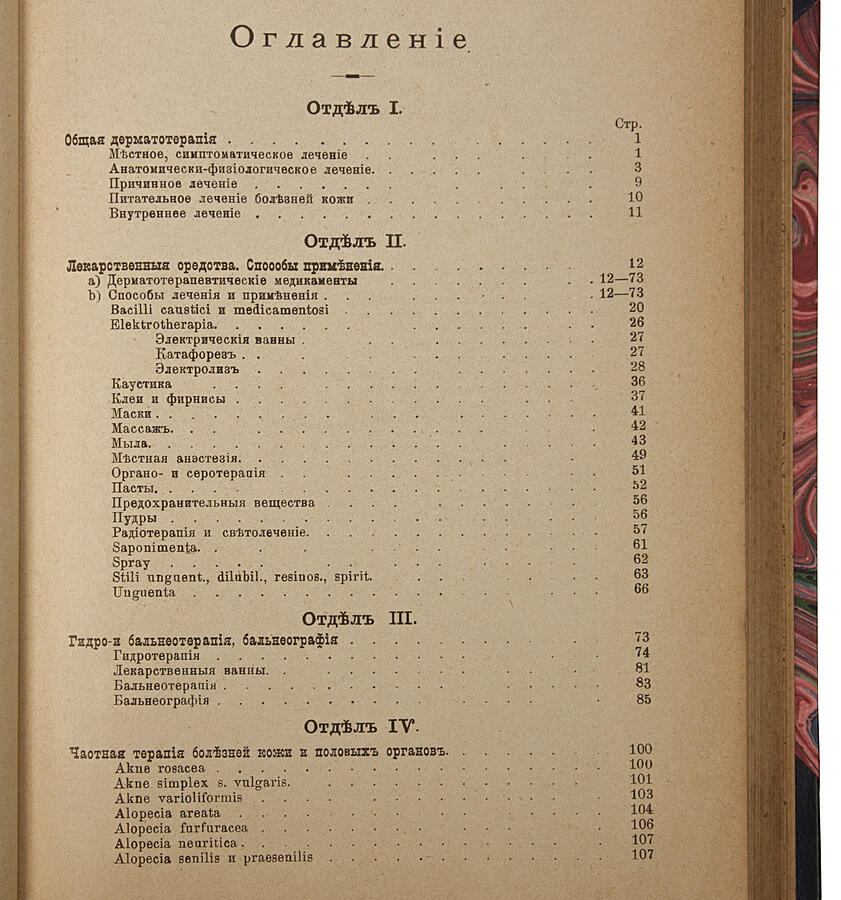 Оглавленіе
Отдѣлъ I.
Стр.
Общая дерматотерапія . . . . . . . . . . . . . 1
Мѣстное, симптоматическое леченіе . . . . . . . . 1
Анатомически-физіологическое леченіе. . . . . . . . 3
Причинное леченіе . . . . . . . . . . . . 9
Питательное леченіе болѣзней кожи . . . . . . . . 10
Внутреннее леченіе . . . . . . . . . . . . 11
Отдѣлъ II.
Лекарственныя средства. Способы примѣненія. . . . . . . . 12
a) Дерматотерапевтическіе медикаменты . . . . . . . 12—73
b) Способы леченія и примѣненія . . . . . . . . . 12—73
Bacilli caustici и medicamentosi . . . . . . . . . 20
Elektrotherapia. . . . . . . . . . . . . 26
Электрическія ванны . . . . . . . . . . 27
Катафорезъ . . . . . . . . . . . . 27
Электролизъ . . . . . . . . . . . . 28
Каустика . . . . . . . . . . . . . . 36
Клеи и фирнисы . . . . . . . . . . . . 37
Маски . . . . . . . . . . . . . . . 41
Массажъ. . . . . . . . . . . . . . . 42
Мыла. . . . . . . . . . . . . . . . 43
Мѣстная анэстезія. . . . . . . . . . . . 49
Органо- и серотерапія . . . . . . . . . . 51
Пасты. . . . . . . . . . . . . . . 52
Предохранительныя вещества . . . . . . . . . 56
Пудры . . . . . . . . . . . . . . 56
Радіотерапія и свѣтолеченіе. . . . . . . . . 57
Saponimenta. . . . . . . . . . . . . 61
Spray . . . . . . . . . . . . . . 62
Stili unguent., dilubil., resinos., spirit. . . . . . . . 63
Unguenta . . . . . . . . . . . . . 66
Отдѣлъ III.
Гидро-и бальнеотерапія, бальнеографія . . . . . . . . . 73
Гидротерапія . . . . . . . . . . . . . 74
Лекарственныя ванны. . . . . . . . . . . 81
Бальнеотерапія . . . . . . . . . . . . . 83
Бальнеографія . . . . . . . . . . . . . 85
Отдѣлъ IV.
Частная терапія болѣзней кожи и половыхъ органовъ. . . . . . 100
Akne rosacea . . . . . . . . . . . . . 100
Akne simplex s. vulgaris. . . . . . . . . . 101
Akne varioliformis . . . . . . . . . . . 103
Alopecia areata . . . . . . . . . . . . 104
Alopecia furfuracea . . . . . . . . . . . 106
Alopecia neuritica . . . . . . . . . . . . 107
Alopecia senilis и praesenilis . . . . . . . . . 107